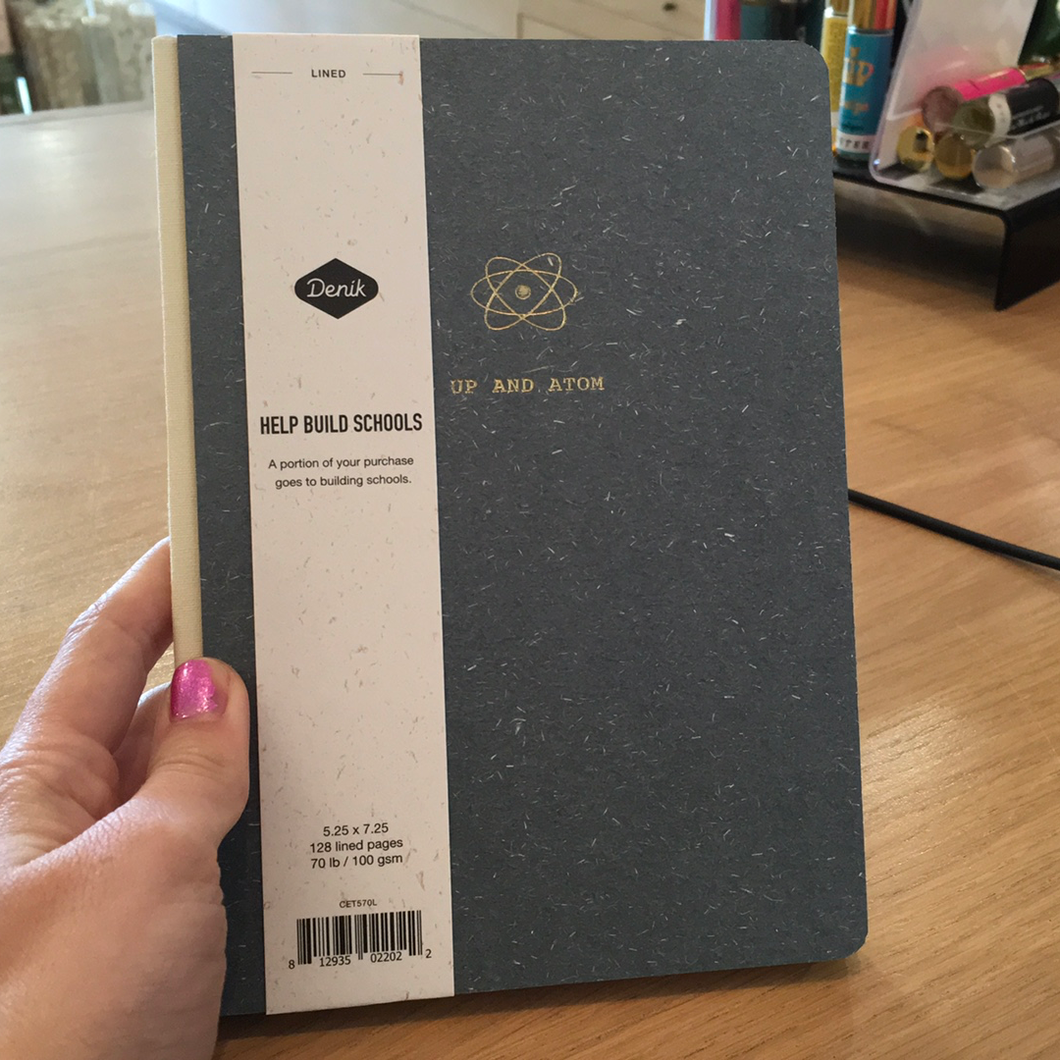 LINED
Denik
UP AND ATOM
HELP BUILD SCHOOLS
A portion of your purchase
goes to building schools.
5.25 x 7.25
128 lined pages
70 lb / 100 gsm
CET570L
8 12935 02202 2